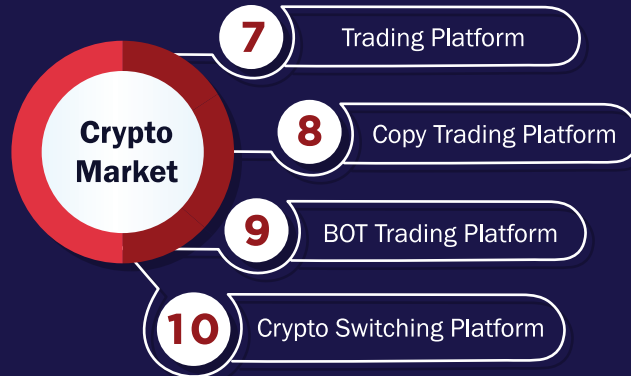 Crypto
Market
7
Trading Platform
8
Copy Trading Platform
9
BOT Trading Platform
10
Crypto Switching Platform